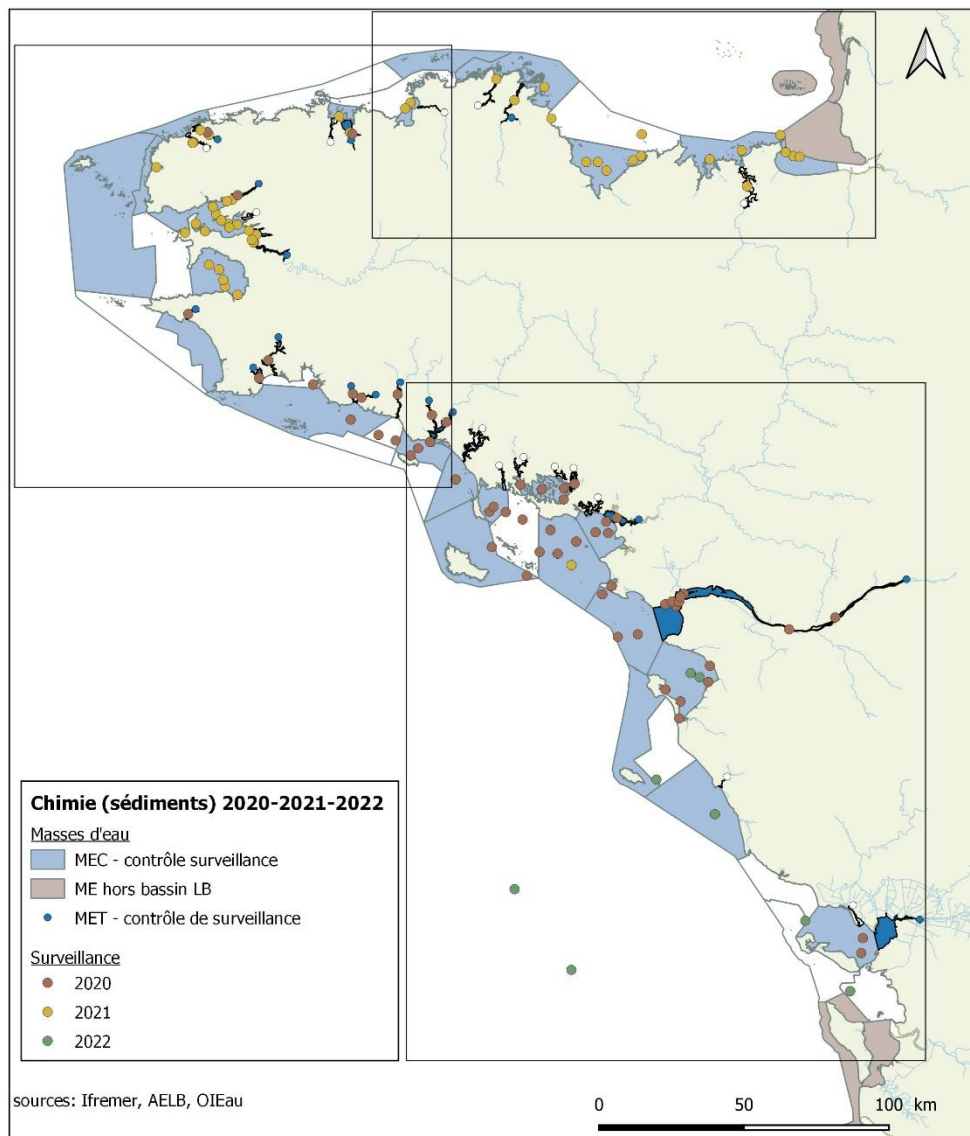 Chimie (sédiments) 2020-2021-2022
Masses d'eau
MEC - contrôle surveillance
ME hors bassin LB
MET - contrôle de surveillance
Surveillance
2020
2021
2022
sources: Ifremer, AELB, OIEau
0 50 100 km